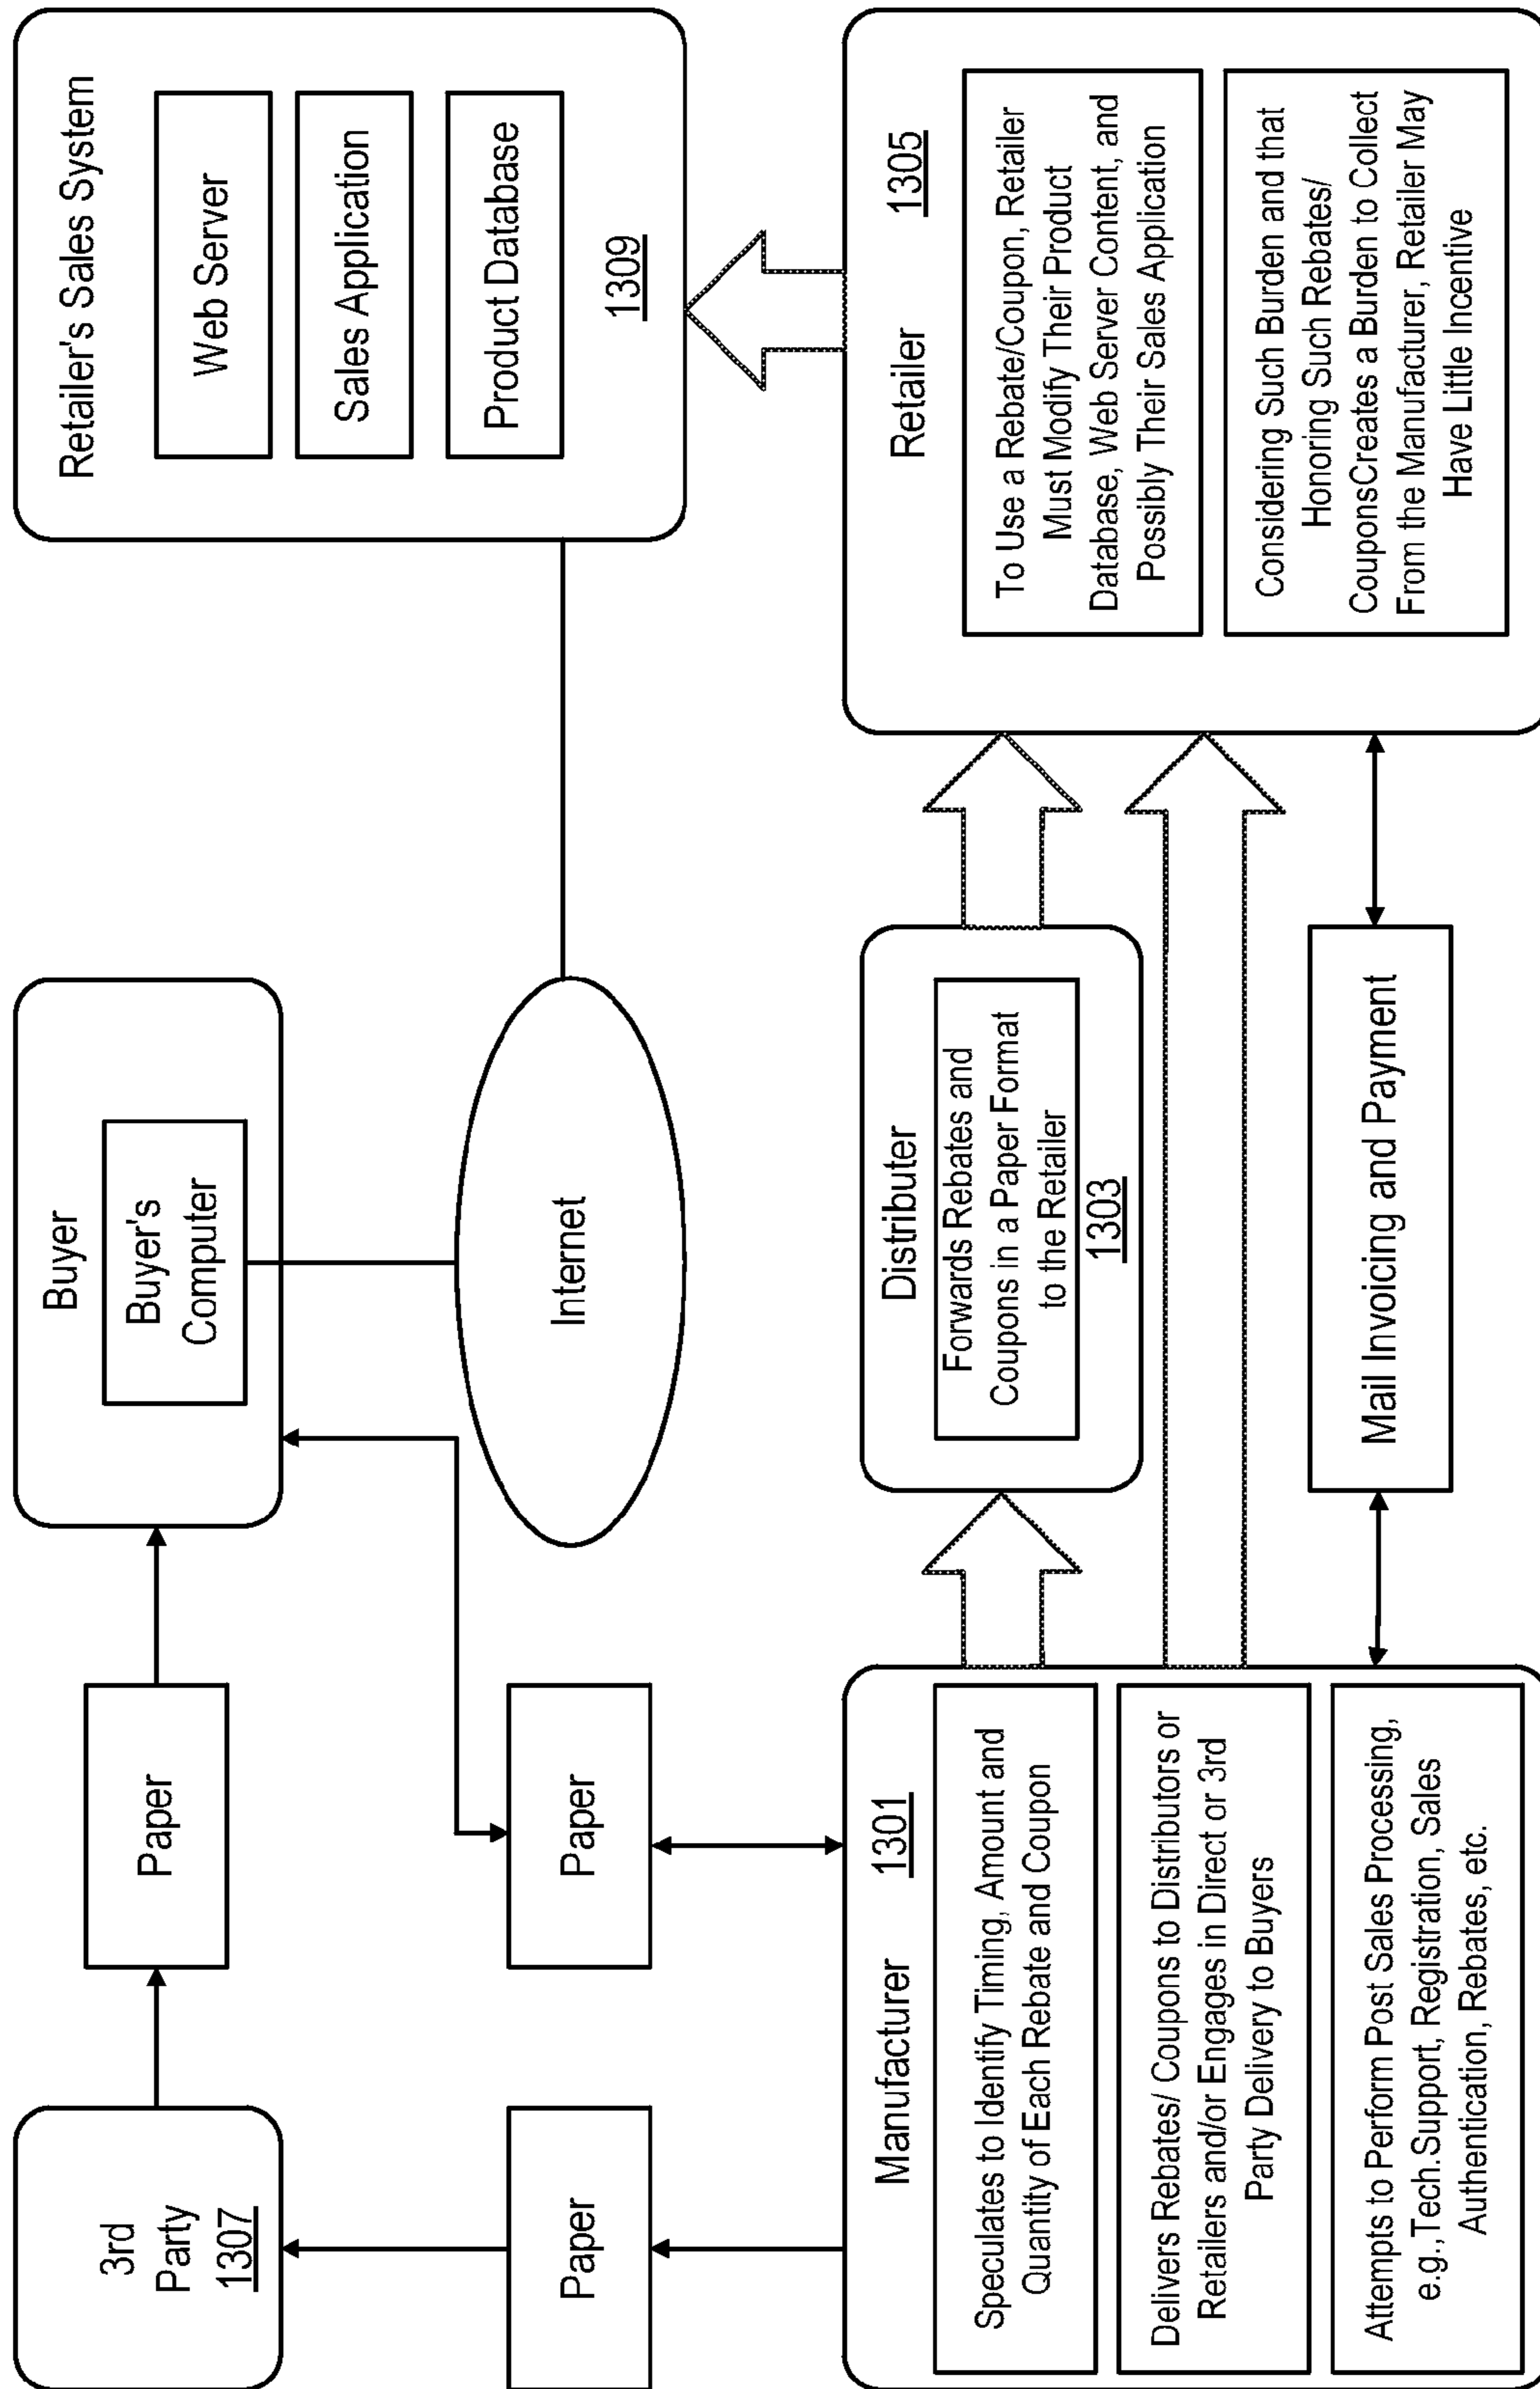 3rd
Party
1307
Paper
Buyer
Buyer's
Computer
Retailer's Sales System
Web Server
Sales Application
Product Database
1309
Paper
Paper
Internet
Manufacturer
1301
Speculates to Identify Timing, Amount and
Quantity of Each Rebate and Coupon
Delivers Rebates/ Coupons to Distributors or
Retailers and/or Engages in Direct or 3rd
Party Delivery to Buyers
Attempts to Perform Post Sales Processing,
e.g.,Tech.Support, Registration, Sales
Authentication, Rebates, etc.
Distributer
Forwards Rebates and
Coupons in a Paper Format
to the Retailer
1303
Mail Invoicing and Payment
Retailer
1305
To Use a Rebate/Coupon, Retailer
Must Modify Their Product
Database, Web Server Content, and
Possibly Their Sales Application
Considering Such Burden and that
Honoring Such Rebates/
CouponsCreates a Burden to Collect
From the Manufacturer, Retailer May
Have Little Incentive